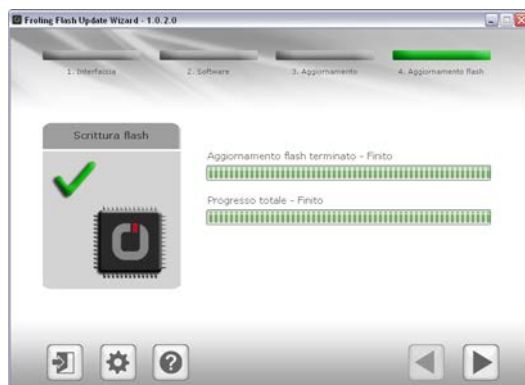 Froling Flash Update Wizard - 1.0.2.0
1. Interfaccia
2. Software
3. Aggiornamento
4. Aggiornamento flash
Scrittura flash
Aggiornamento flash terminato - Finito
Progresso totale - Finito